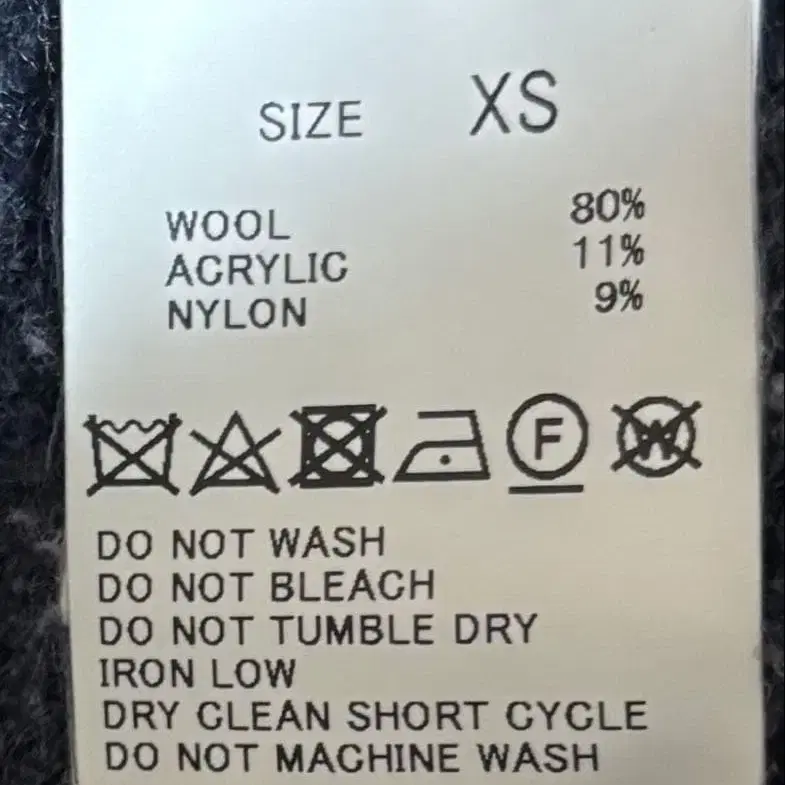 SIZE XS
WOOL 80%
ACRYLIC 11%
NYLON 9%
F W
DO NOT WASH
DO NOT BLEACH
DO NOT TUMBLE DRY
IRON LOW
DRY CLEAN SHORT CYCLE
DO NOT MACHINE WASH